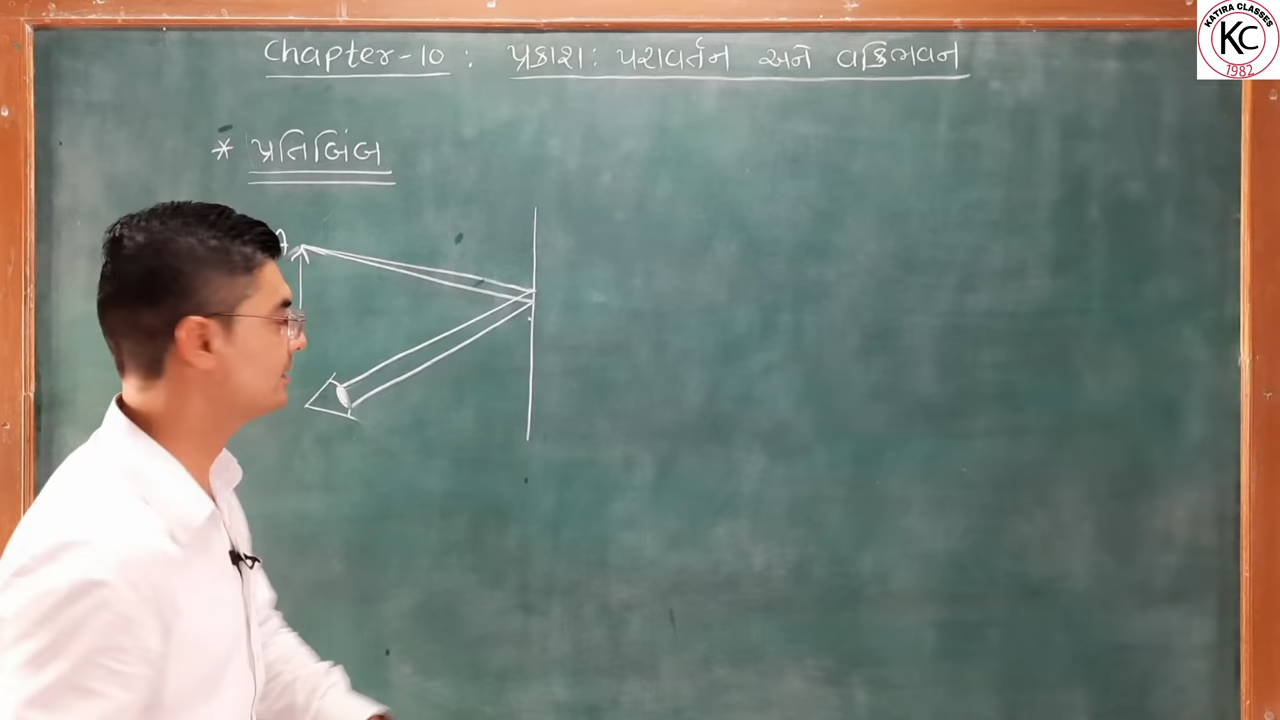 KATIRA CLASSES
KC
1982
Chapter-10 : પ્રકાશ : પરાવર્તન અને વક્રિભવન
* પ્રતિબિંબ
A